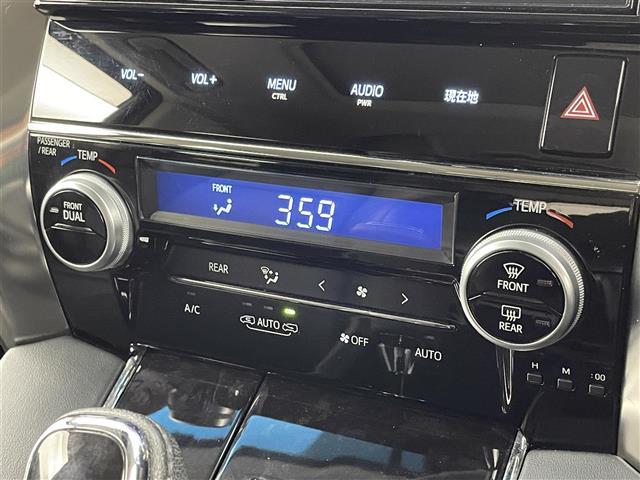 VOL−
VOL+
MENU
CTRL
AUDIO
PWR
現在地
PASSENGER
/REAR
TEMP
FRONT
DUAL
FRONT
359
TEMP
FRONT
REAR
REAR
A/C
AUTO
OFF
AUTO
H
M
:00